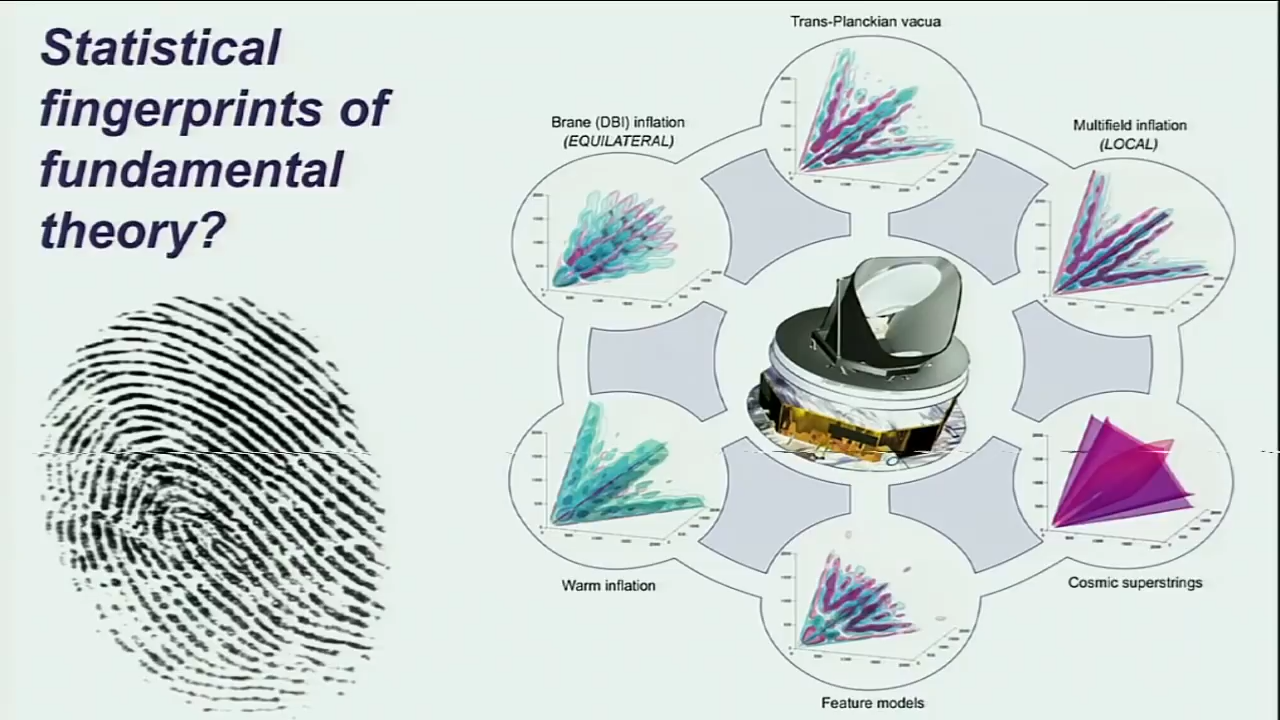 Statistical
fingerprints of
fundamental
theory?
Trans-Planckian vacua
Brane (DBI) inflation
(EQUILATERAL)
Multifield inflation
(LOCAL)
Warm inflation
Cosmic superstrings
Feature models